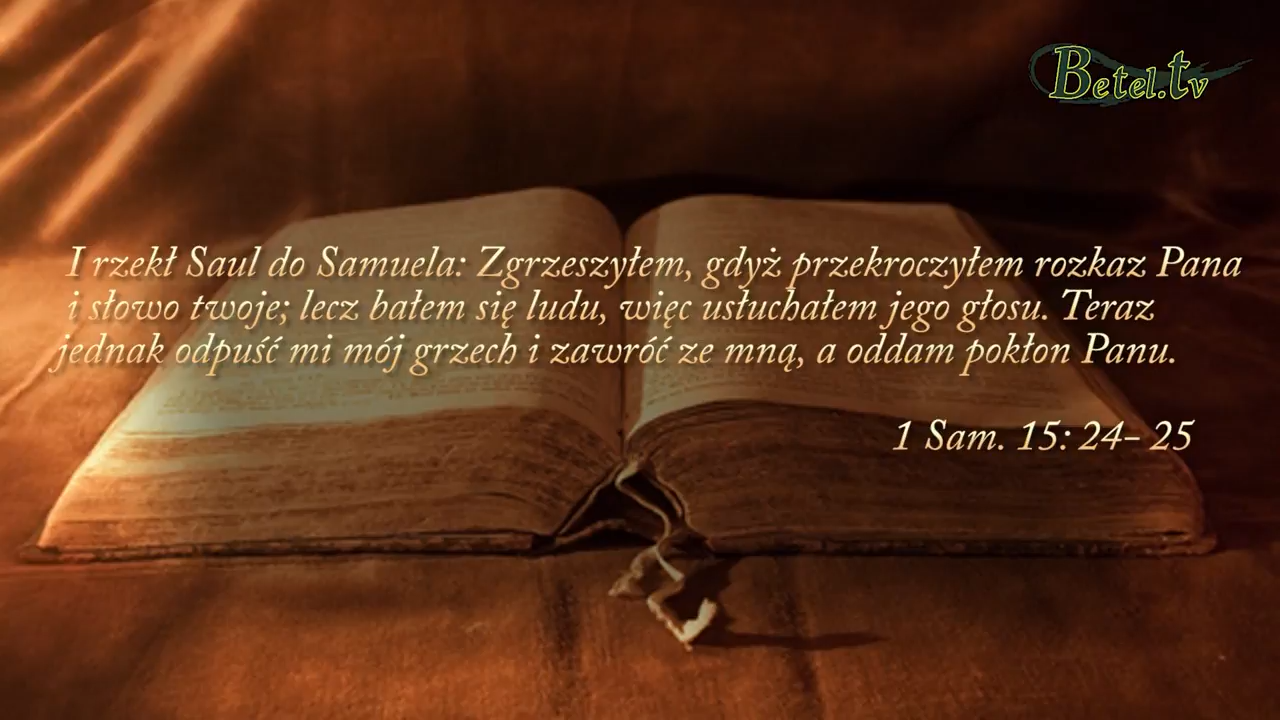 Betel.tv
I rzekł Saul do Samuela: Zgrzeszyłem, gdyż przekroczyłem rozkaz Pana
i słowo twoje; lecz bałem się ludu, więc usłuchałem jego głosu. Teraz
jednak odpuść mi mój grzech i zawróć ze mną, a oddam pokłon Panu.
1 Sam. 15: 24- 25